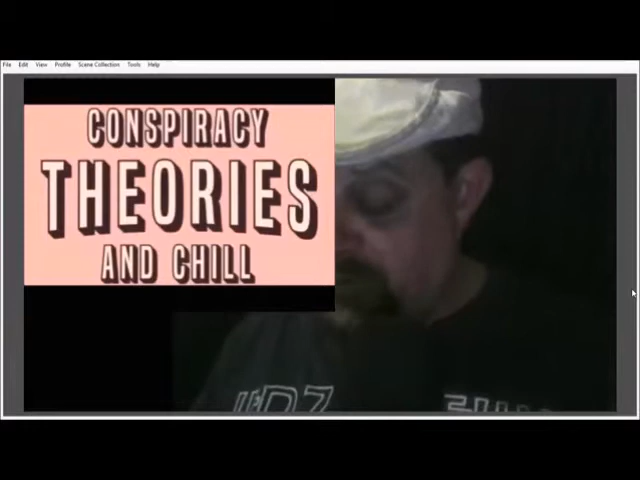 File Edit View Profile Scene Collection Tools Help
CONSPIRACY
THEORIES
AND CHILL